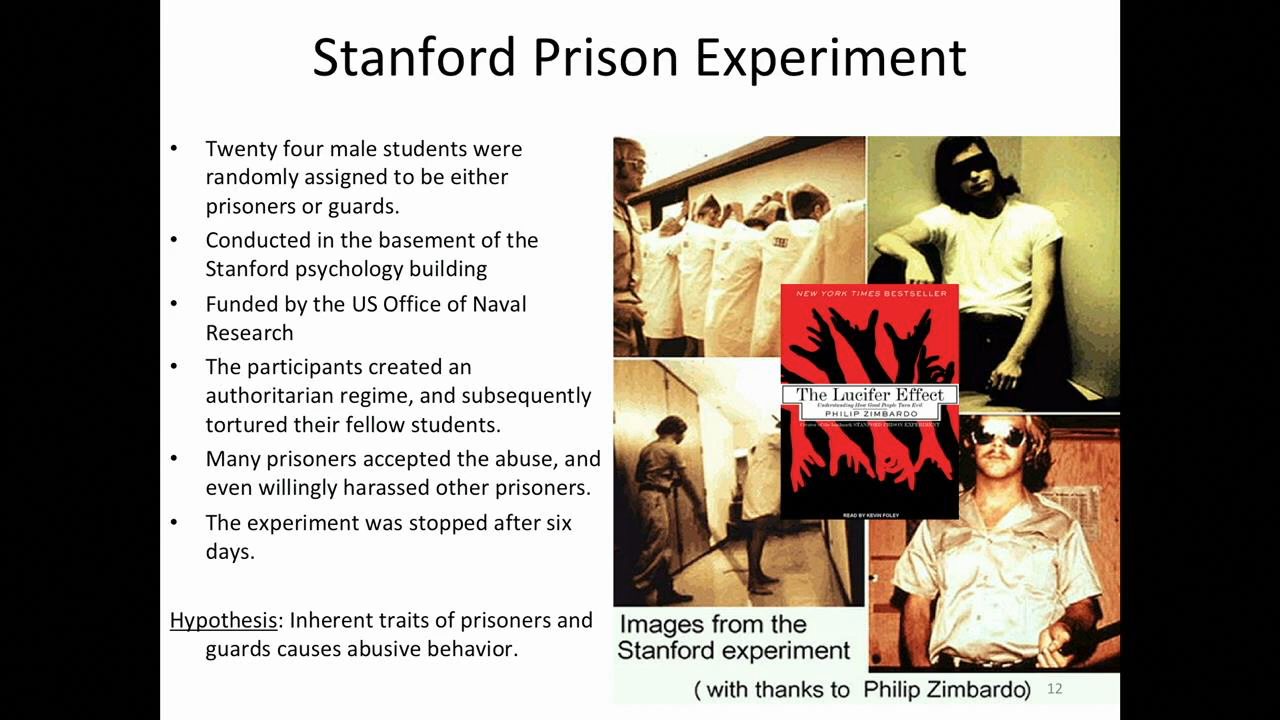 Stanford Prison Experiment
• Twenty four male students were
randomly assigned to be either
prisoners or guards.
• Conducted in the basement of the
Stanford psychology building
• Funded by the US Office of Naval
Research
• The participants created an
authoritarian regime, and subsequently
tortured their fellow students.
• Many prisoners accepted the abuse, and
even willingly harassed other prisoners.
• The experiment was stopped after six
days.
Hypothesis: Inherent traits of prisoners and
guards causes abusive behavior.
NEW YORK TIMES BESTSELLER
The Lucifer Effect
Understanding How Good People Turn Evil
PHILIP ZIMBARDO
Creator of the landmark STANFORD PRISON EXPERIMENT
READ BY KEVIN FOLEY
Images from the
Stanford experiment
( with thanks to Philip Zimbardo)
12